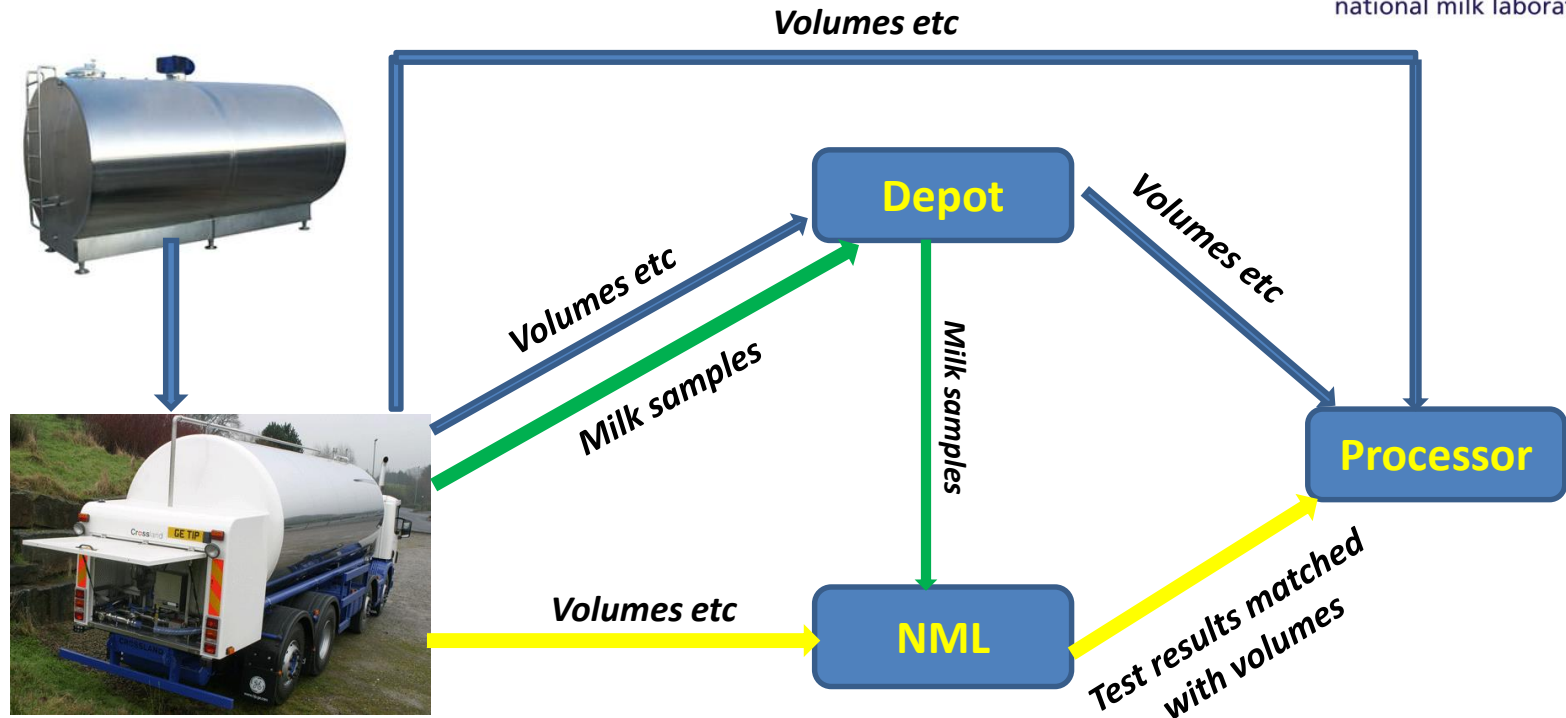 national milk labora
Volumes etc
Depot
Volumes etc
Volumes etc
Milk samples
Milk samples
Processor
Crossland
GE TIP
Volumes etc
NML
Test results matched
with volumes
CROSSLAND